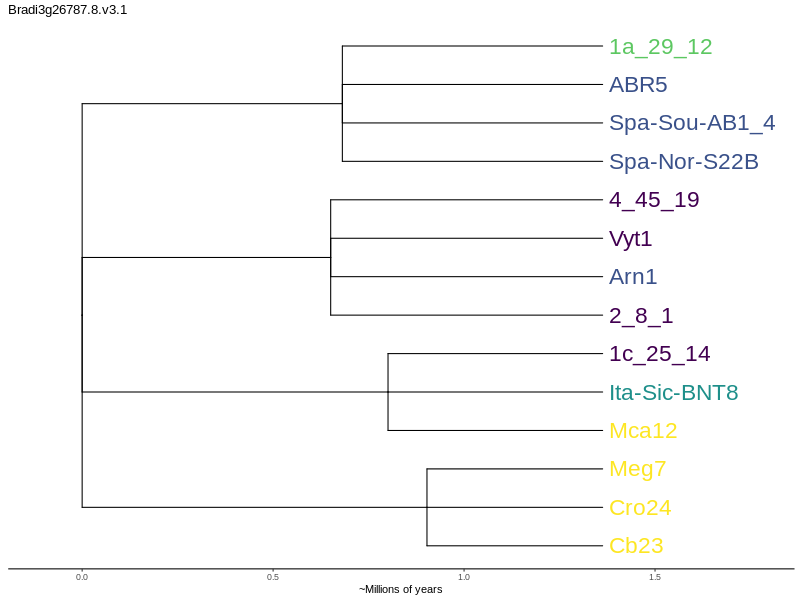 Bradi3g26787.8.v3.1
1a_29_12
ABR5
Spa-Sou-AB1_4
Spa-Nor-S22B
4_45_19
Vyt1
Arn1
2_8_1
1c_25_14
Ita-Sic-BNT8
Mca12
Meg7
Cro24
Cb23
0.0 0.5 1.0 1.5
~Millions of years